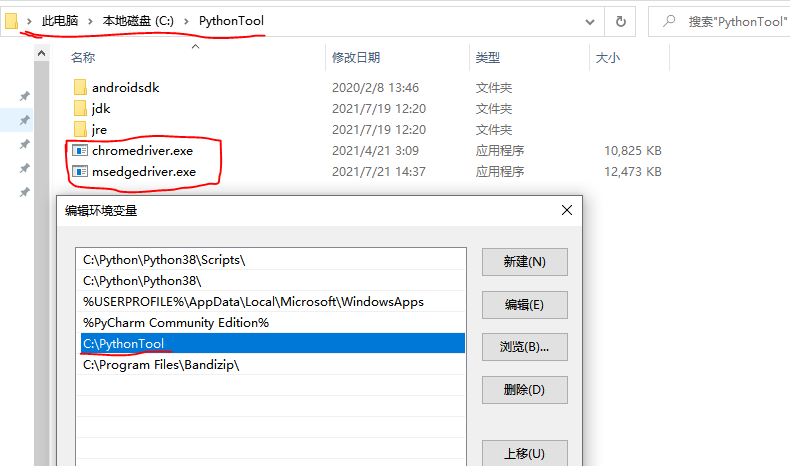 此电脑 › 本地磁盘 (C:) › PythonTool
搜索"PythonTool"
名称 修改日期 类型 大小
androidsdk 2020/2/8 13:46 文件夹
jdk 2021/7/19 12:20 文件夹
jre 2021/7/19 12:20 文件夹
chromedriver.exe 2021/4/21 3:09 应用程序 10,825 KB
msedgedriver.exe 2021/7/21 14:37 应用程序 12,473 KB
编辑环境变量
C:\Python\Python38\Scripts\
C:\Python\Python38\
%USERPROFILE%\AppData\Local\Microsoft\WindowsApps
%PyCharm Community Edition%
C:\PythonTool
C:\Program Files\Bandizip\
新建(N)
编辑(E)
浏览(B)...
删除(D)
上移(U)